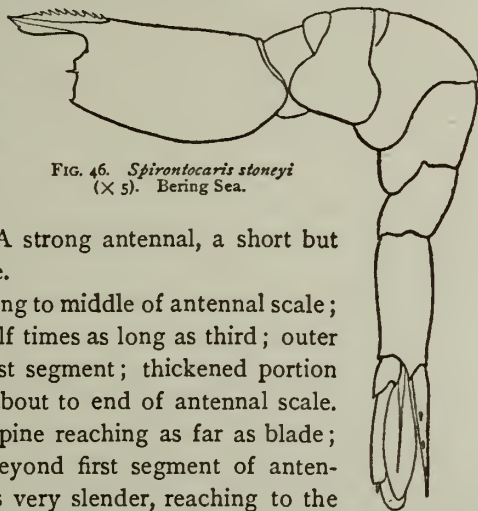 FIG. 46. Spirontocaris stoneyi
(× 5). Bering Sea.
A strong antennal, a short but
e.
ng to middle of antennal scale;
lf times as long as third; outer
st segment; thickened portion
bout to end of antennal scale.
pine reaching as far as blade;
eyond first segment of anten-
s very slender, reaching to the